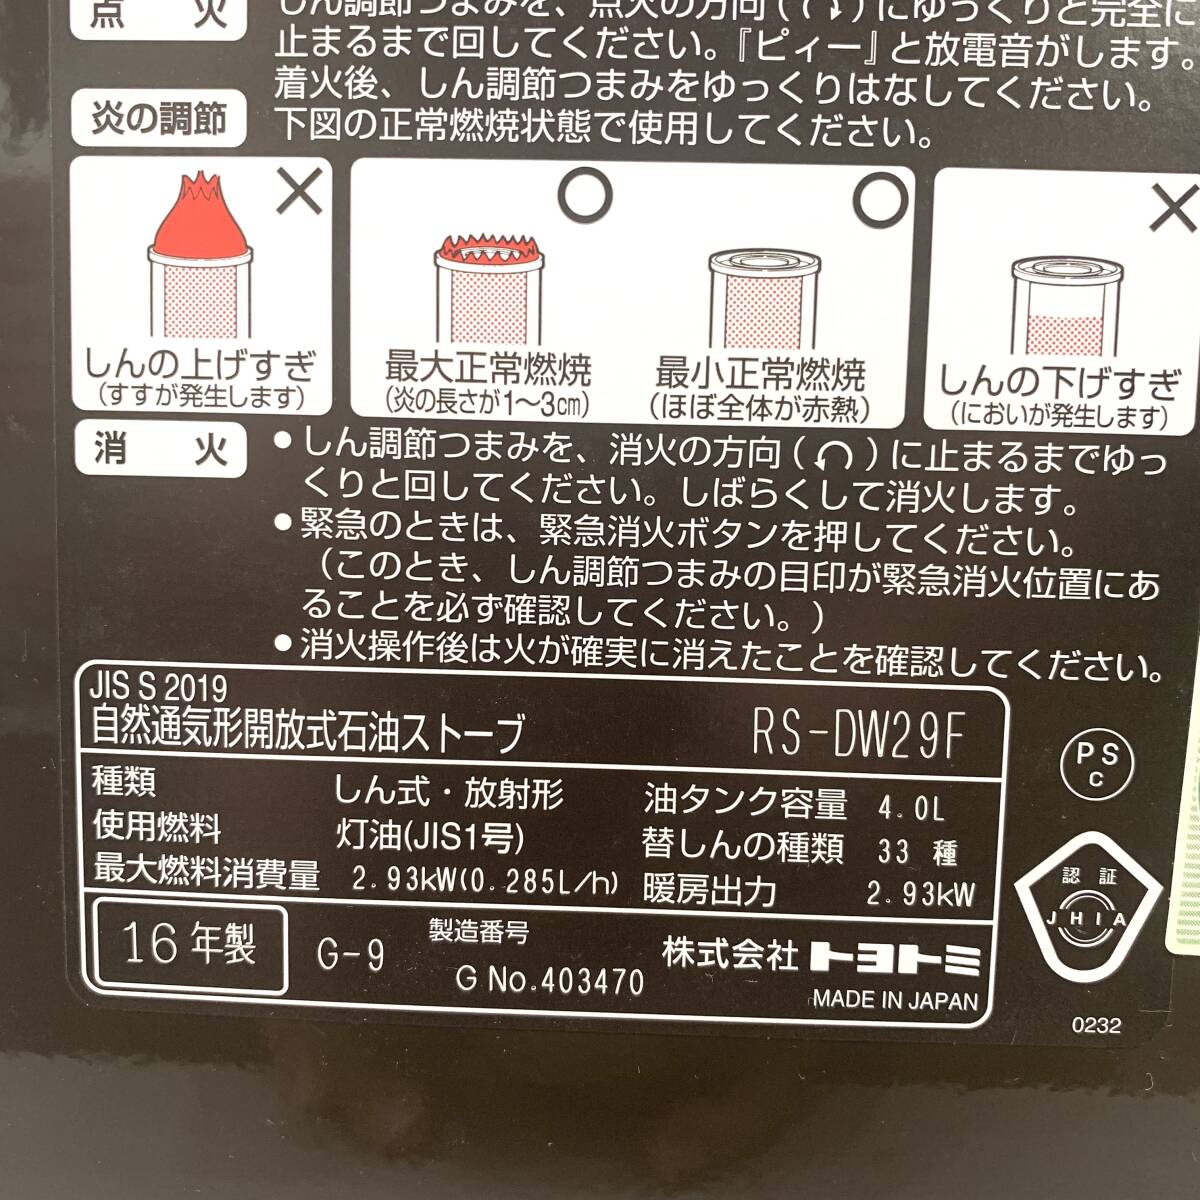 点火
しん調節つまみを、点火の方向()にゆっくりと完全に
止まるまで回してください。『ピィー』と放電音がします。
着火後、しん調節つまみをゆっくりはなしてください。
炎の調節
下図の正常燃焼状態で使用してください。
しんの上げすぎ
(すすが発生します)
最大正常燃焼
(炎の長さが1〜3cm)
最小正常燃焼
(ほぼ全体が赤熱)
しんの下げすぎ
(においが発生します)
消火
●しん調節つまみを、消火の方向()に止まるまでゆっ
くりと回してください。しばらくして消火します。
●緊急のときは、緊急消火ボタンを押してください。
(このとき、しん調節つまみの目印が緊急消火位置にあ
ることを必ず確認してください。)
●消火操作後は火が確実に消えたことを確認してください。
JIS S 2019
自然通気形開放式石油ストーブ RS-DW29F
種類 しん式・放射形 油タンク容量 4.0L
使用燃料 灯油(JIS1号) 替しんの種類 33 種
最大燃料消費量 2.93kW(0.285L/h) 暖房出力 2.93kW
16 年製 G-9 製造番号
G No.403470
株式会社 トヨトミ
MADE IN JAPAN
PS
C
認証
JHIA
0232